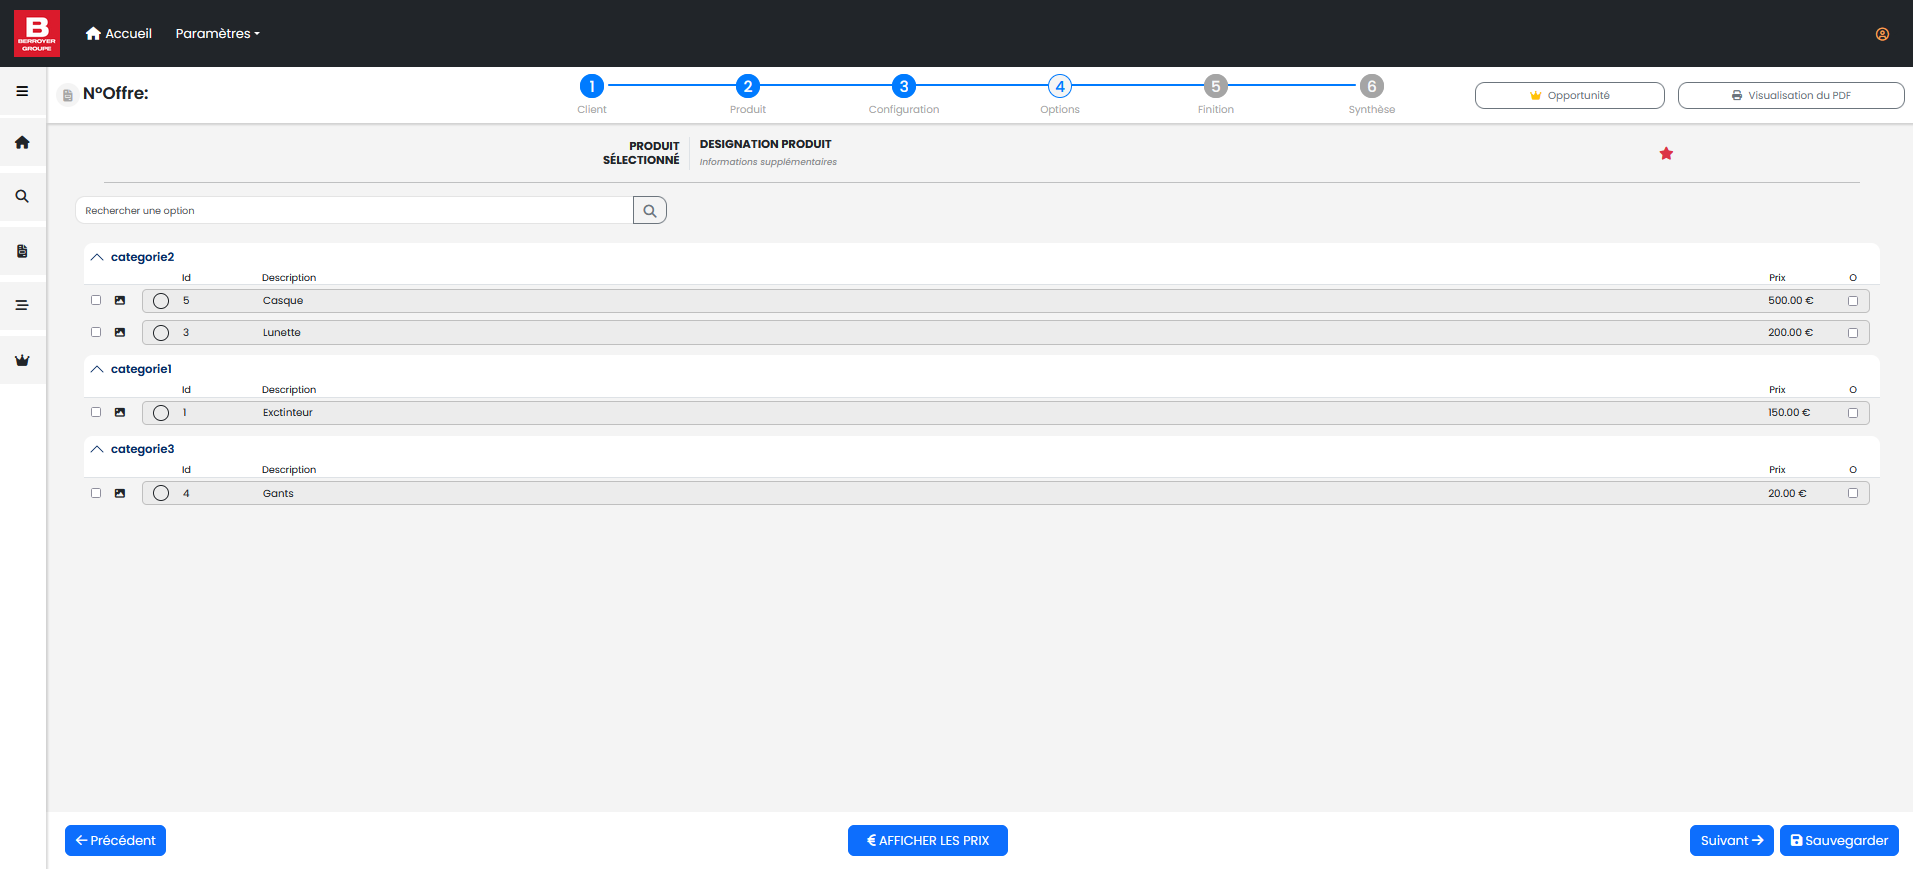 B
BERROYER
GROUPE
Accueil
Paramètres
N°Offre:
1
Client
2
Produit
3
Configuration
4
Options
5
Finition
6
Synthèse
Opportunité
Visualisation du PDF
PRODUIT
SÉLECTIONNÉ
DESIGNATION PRODUIT
Informations supplémentaires
Rechercher une option
categorie2
Id Description Prix O
5 Casque 500.00 €
3 Lunette 200.00 €
categorie1
Id Description Prix O
1 Exctinteur 150.00 €
categorie3
Id Description Prix O
4 Gants 20.00 €
Précédent
€ AFFICHER LES PRIX
Suivant
Sauvegarder